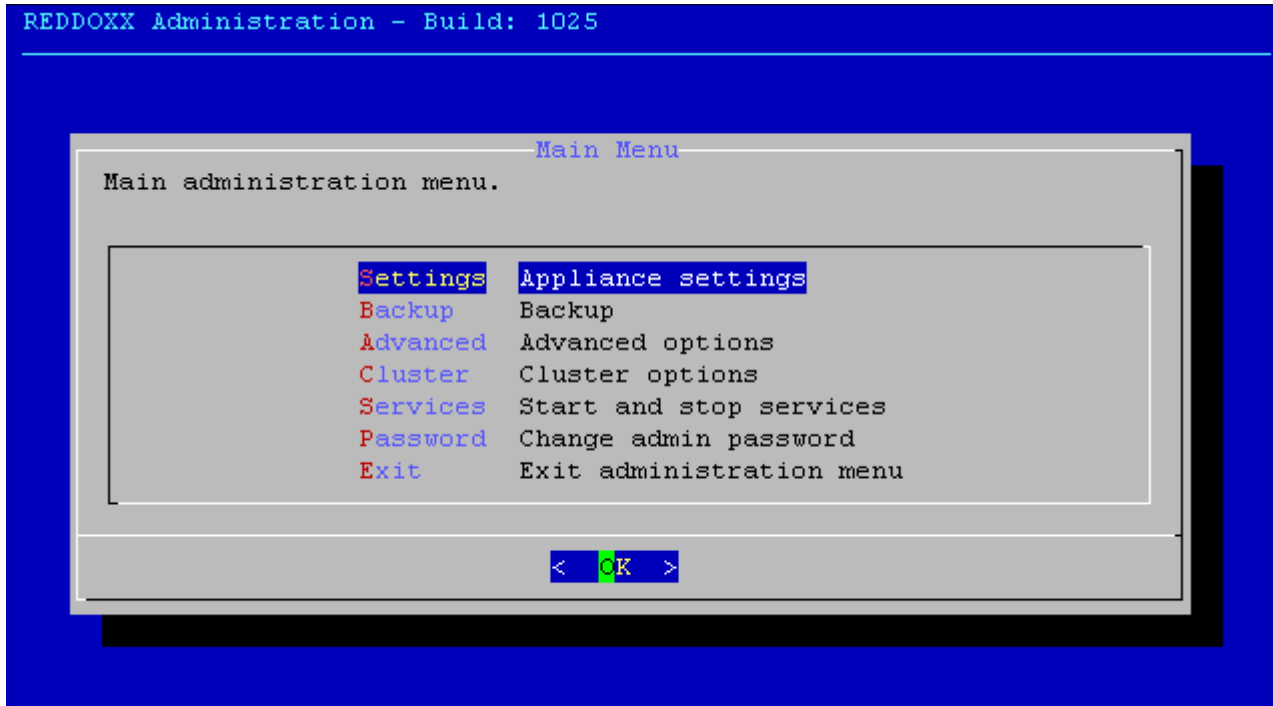 REDDOXX Administration - Build: 1025
Main Menu
Main administration menu.
Settings Appliance settings
Backup Backup
Advanced Advanced options
Cluster Cluster options
Services Start and stop services
Password Change admin password
Exit Exit administration menu
< OK >